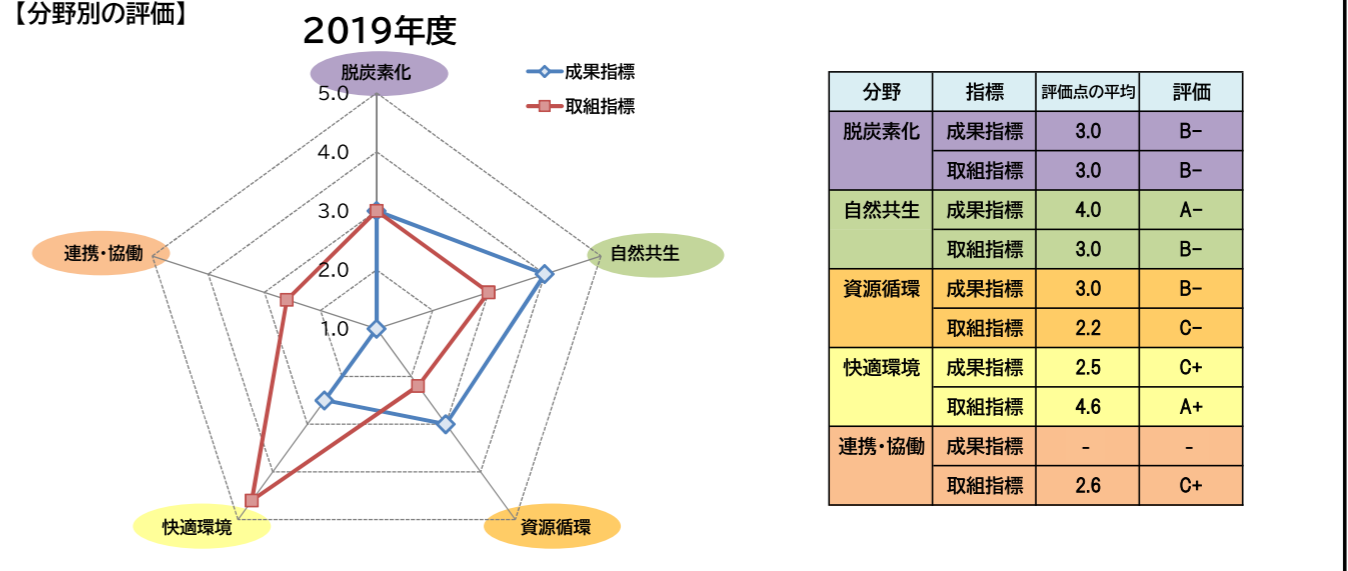 【分野別の評価】
2019年度
脱炭素化
成果指標
取組指標
5.0
4.0
3.0
2.0
1.0
連携・協働
自然共生
快適環境
資源循環
分野 指標 評価点の平均 評価
脱炭素化 成果指標 3.0 B-
取組指標 3.0 B-
自然共生 成果指標 4.0 A-
取組指標 3.0 B-
資源循環 成果指標 3.0 B-
取組指標 2.2 C-
快適環境 成果指標 2.5 C+
取組指標 4.6 A+
連携・協働 成果指標 - -
取組指標 2.6 C+